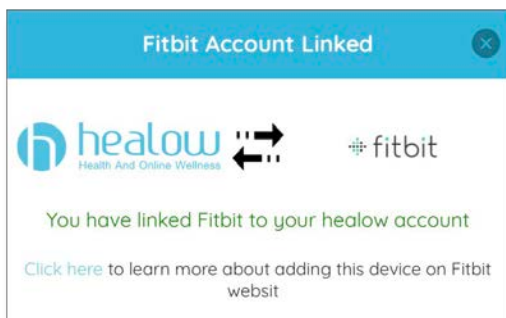 Fitbit Account Linked
healow
Health And Online Wellness
fitbit
You have linked Fitbit to your healow account
Click here to learn more about adding this device on Fitbit
websit